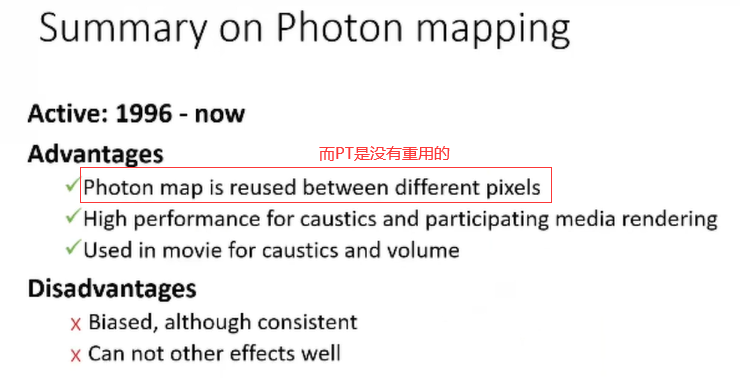 Summary on Photon mapping
Active: 1996 - now
Advantages
而PT是没有重用的
✓Photon map is reused between different pixels
✓High performance for caustics and participating media rendering
✓Used in movie for caustics and volume
Disadvantages
x Biased, although consistent
x Can not other effects well